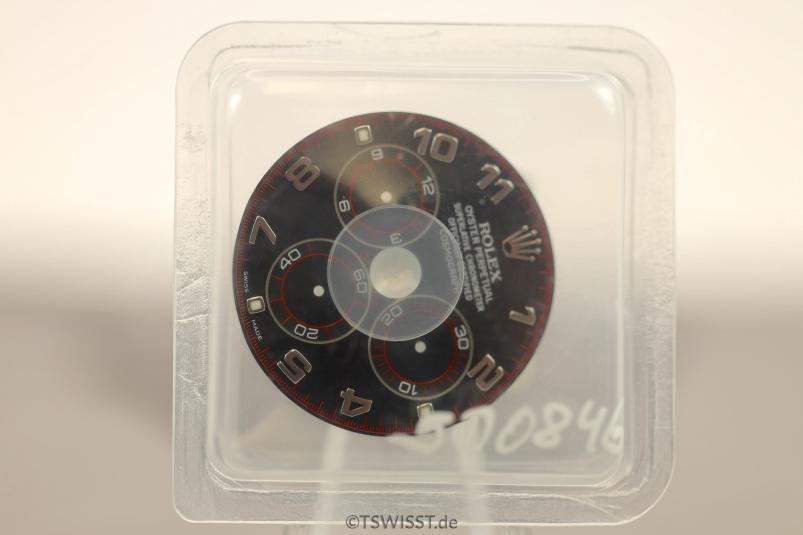 ROLEX
OYSTER PERPETUAL
SUPERLATIVE CHRONOMETER
OFFICIALLY CERTIFIED
COSMOGRAPH
1
2
4
5
7
8
10
11
9
12
3
6
60
20
40
30
10
20
SWISS MADE
500846
©TSWISST.de